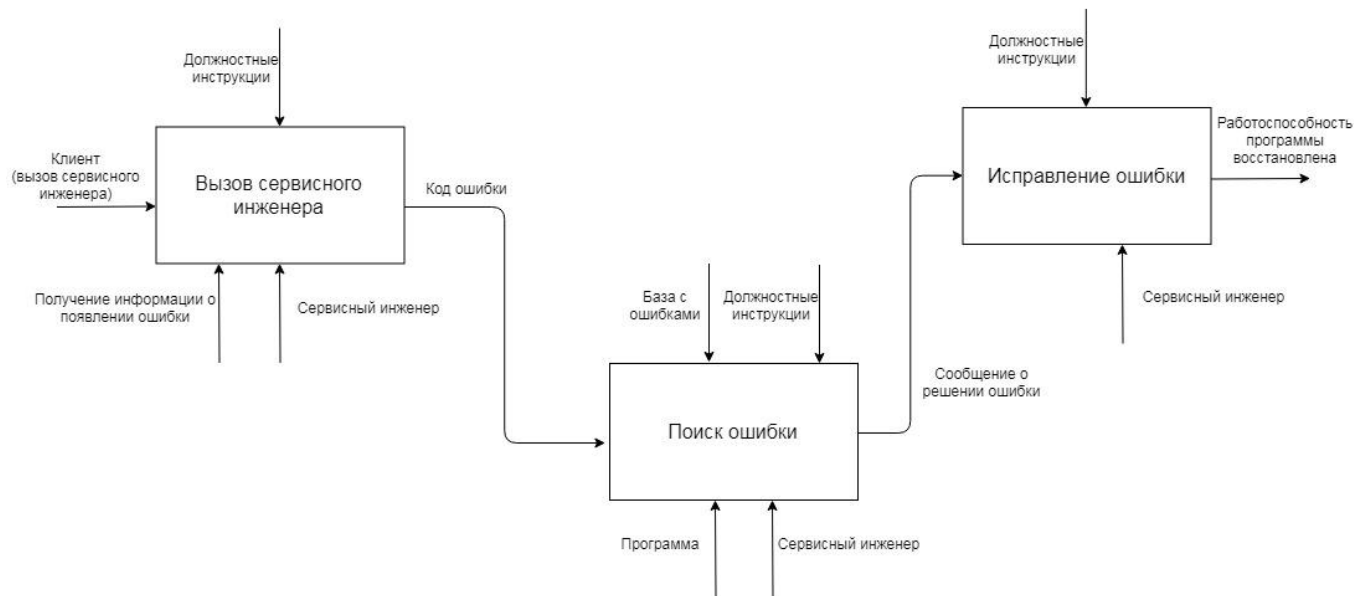 Должностные
инструкции
Клиент
(вызов сервисного
инженера)
Вызов сервисного
инженера
Код ошибки
Получение информации о
появлении ошибки
Сервисный инженер
База с
ошибками
Должностные
инструкции
Поиск ошибки
Программа
Сервисный инженер
Сообщение о
решении ошибки
Должностные
инструкции
Исправление ошибки
Работоспособность
программы
восстановлена
Сервисный инженер